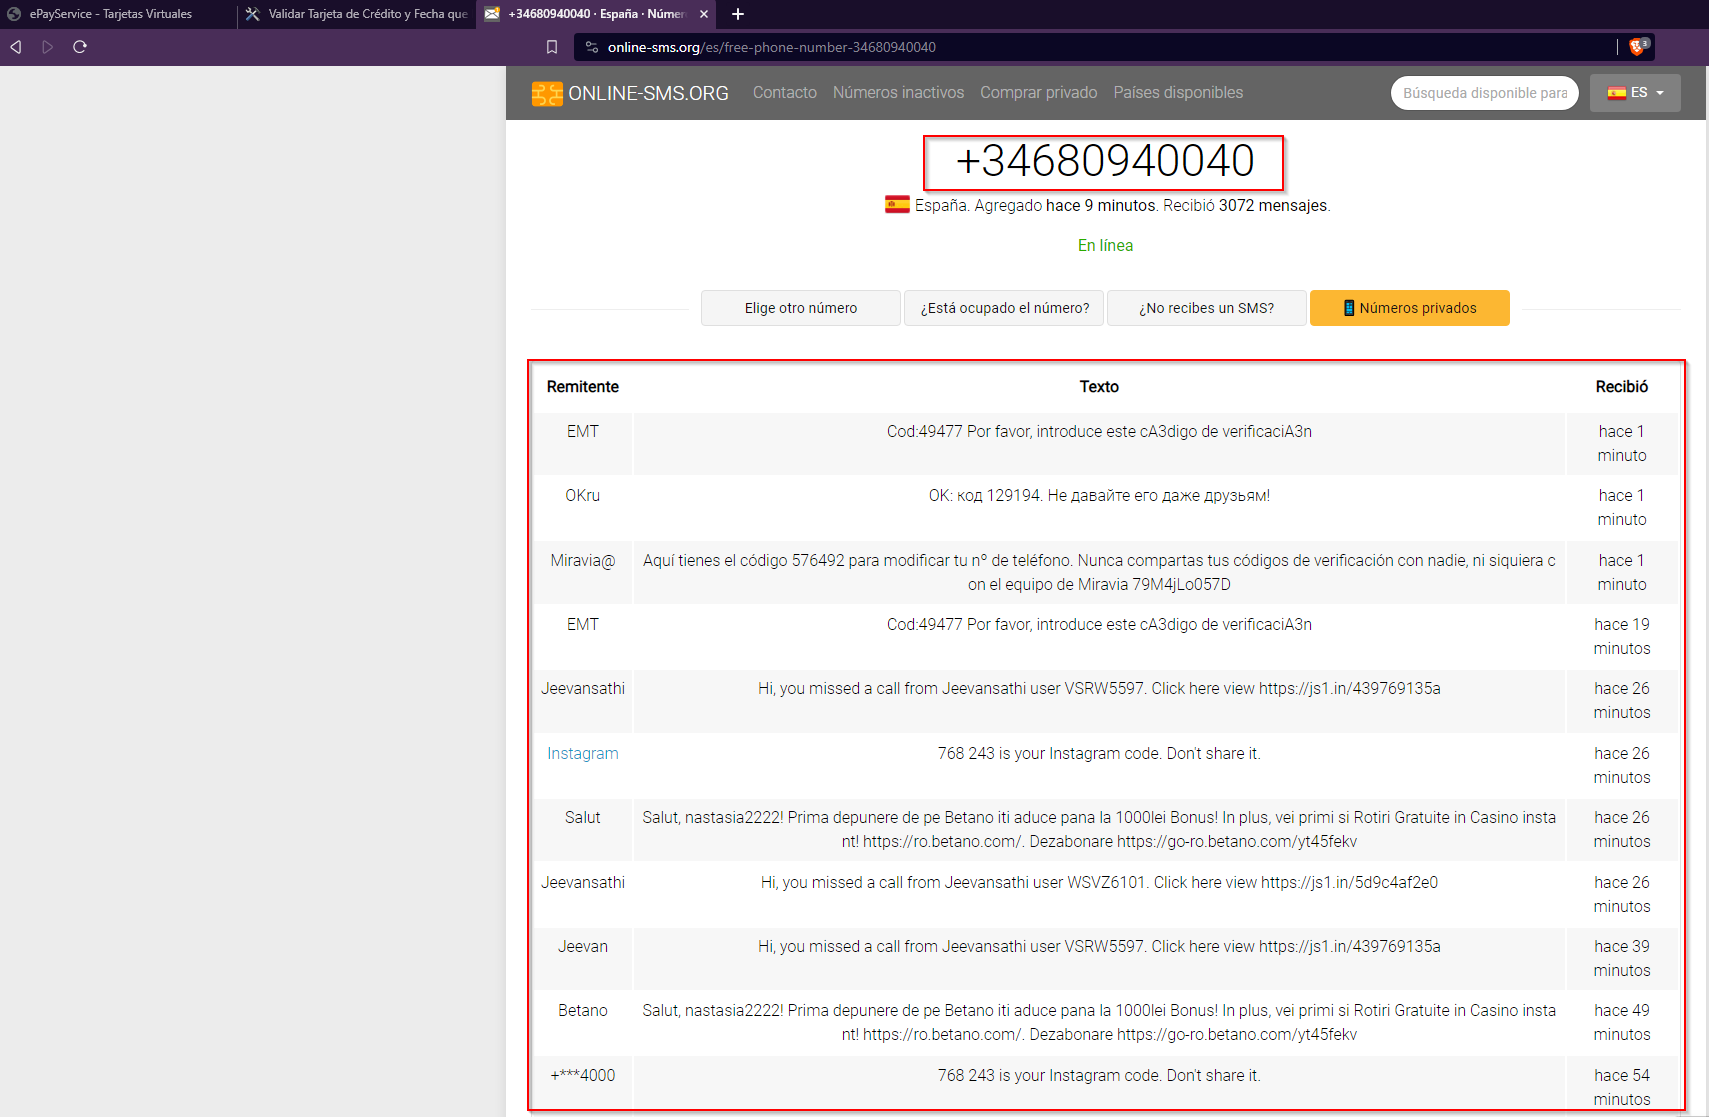 ePayService - Tarjetas Virtuales
Validar Tarjeta de Crédito y Fecha que
+34680940040 · España · Númer
online-sms.org/es/free-phone-number-34680940040
3
ONLINE-SMS.ORG
Contacto
Números inactivos
Comprar privado
Países disponibles
Búsqueda disponible para
ES
+34680940040
España. Agregado hace 9 minutos. Recibió 3072 mensajes.
En línea
Elige otro número
¿Está ocupado el número?
¿No recibes un SMS?
Números privados
Remitente Texto Recibió
EMT Cod:49477 Por favor, introduce este cA3digo de verificaciA3n hace 1
minuto
OKru OK: код 129194. Не давайте его даже друзьям! hace 1
minuto
Miravia@ Aquí tienes el código 576492 para modificar tu nº de teléfono. Nunca compartas tus códigos de verificación con nadie, ni siquiera c hace 1
on el equipo de Miravia 79M4jLo057D minuto
EMT Cod:49477 Por favor, introduce este cA3digo de verificaciA3n hace 19
minutos
Jeevansathi Hi, you missed a call from Jeevansathi user VSRW5597. Click here view https://js1.in/439769135a hace 26
minutos
Instagram 768 243 is your Instagram code. Don't share it. hace 26
minutos
Salut Salut, nastasia2222! Prima depunere de pe Betano iti aduce pana la 1000lei Bonus! In plus, vei primi si Rotiri Gratuite in Casino insta hace 26
nt! https://ro.betano.com/. Dezabonare https://go-ro.betano.com/yt45fekv minutos
Jeevansathi Hi, you missed a call from Jeevansathi user WSVZ6101. Click here view https://js1.in/5d9c4af2e0 hace 26
minutos
Jeevan Hi, you missed a call from Jeevansathi user VSRW5597. Click here view https://js1.in/439769135a hace 39
minutos
Betano Salut, nastasia2222! Prima depunere de pe Betano iti aduce pana la 1000lei Bonus! In plus, vei primi si Rotiri Gratuite in Casino insta hace 49
nt! https://ro.betano.com/. Dezabonare https://go-ro.betano.com/yt45fekv minutos
+***4000 768 243 is your Instagram code. Don't share it. hace 54
minutos